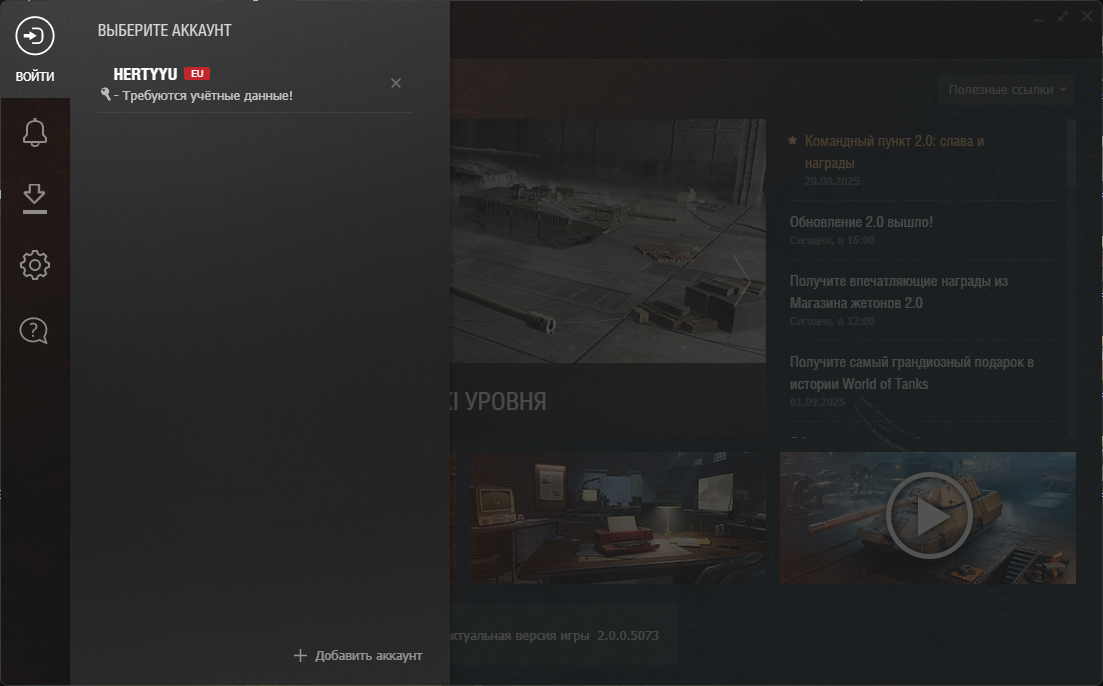 ВЫБЕРИТЕ АККАУНТ
ВОЙТИ
HERTYYU EU
- Требуются учётные данные!
Полезные ссылки
Командный пункт 2.0: слава и
награды
20.08.2025
Обновление 2.0 вышло!
Сегодня, в 16:00
Получите впечатляющие награды из
Магазина жетонов 2.0
Сегодня, в 12:00
Получите самый грандиозный подарок в
истории World of Tanks
01.09.2025
XI УРОВНЯ
ктуальная версия игры 2.0.0.5073
+ Добавить аккаунт